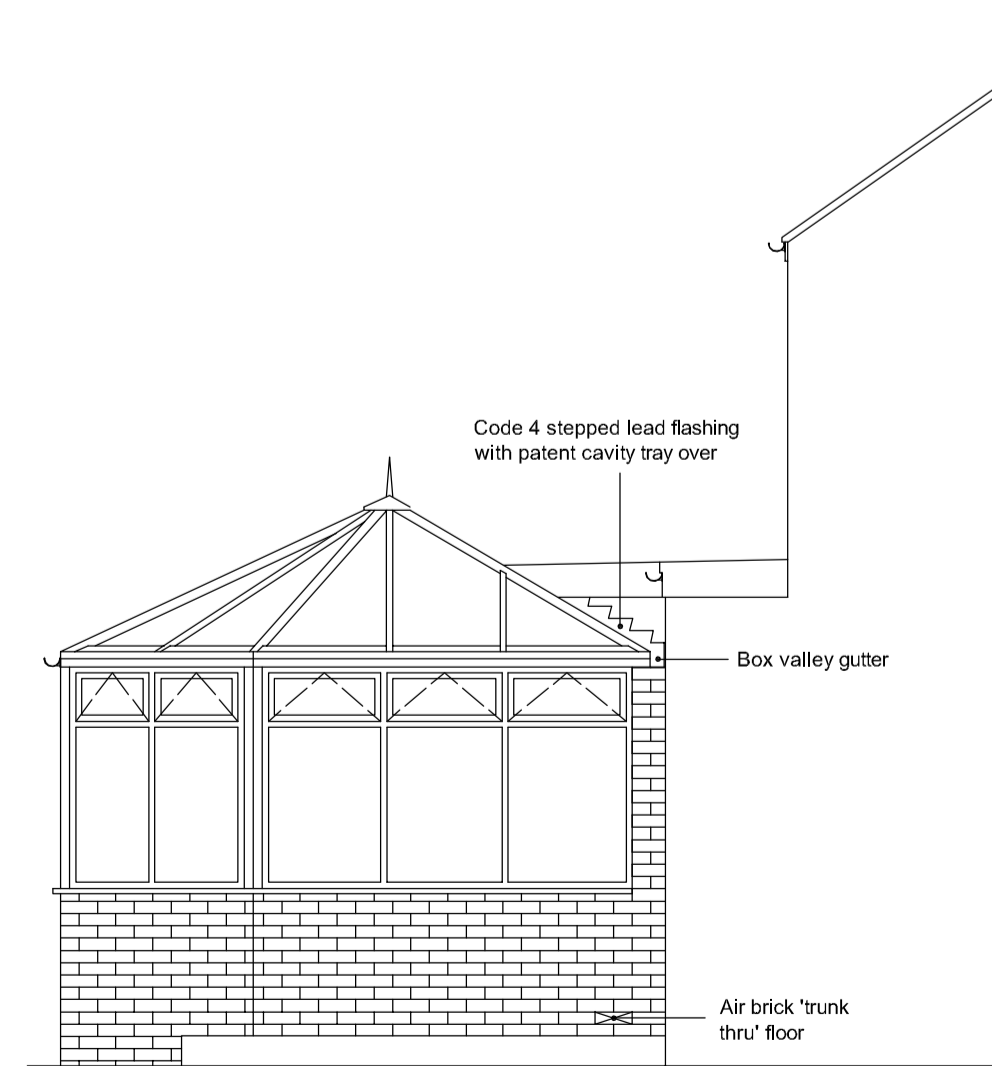 Code 4 stepped lead flashing
with patent cavity tray over
Box valley gutter
Air brick 'trunk
thru' floor